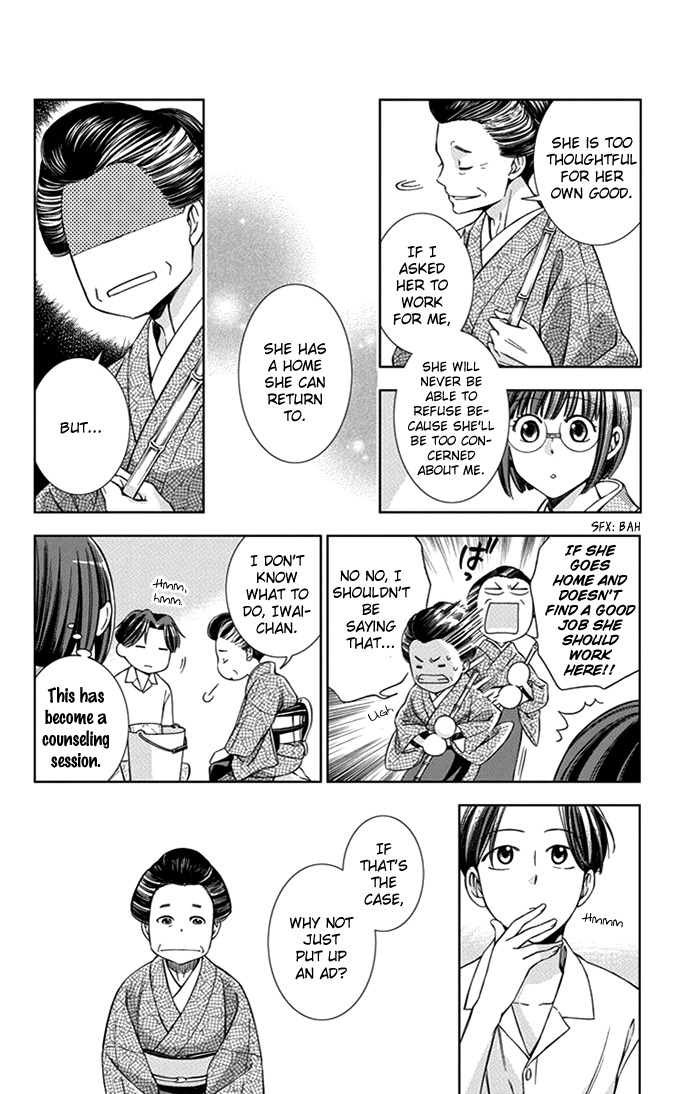 SHE IS TOO
THOUGHTFUL
FOR HER
OWN GOOD.
IF I
ASKED
HER TO
WORK
FOR ME,
SHE WILL
NEVER BE
ABLE TO
REFUSE BE-
CAUSE SHE'LL
BE TOO CON-
CERNED
ABOUT ME.
SHE HAS
A HOME
SHE CAN
RETURN
TO.
BUT...
SFX: BAH
IF SHE
GOES
HOME AND
DOESN'T
FIND A GOOD
JOB SHE
SHOULD
WORK
HERE!!
ばっ
NO NO, I
SHOULDN'T
BE
SAYING
THAT...
UGH
I DON'T
KNOW
WHAT TO
DO, IWAI-
CHAN.
Hmm,
hmm.
This has
become a
counseling
session.
Hmmm
IF
THAT'S
THE
CASE,
WHY NOT
JUST
PUT UP
AN AD?